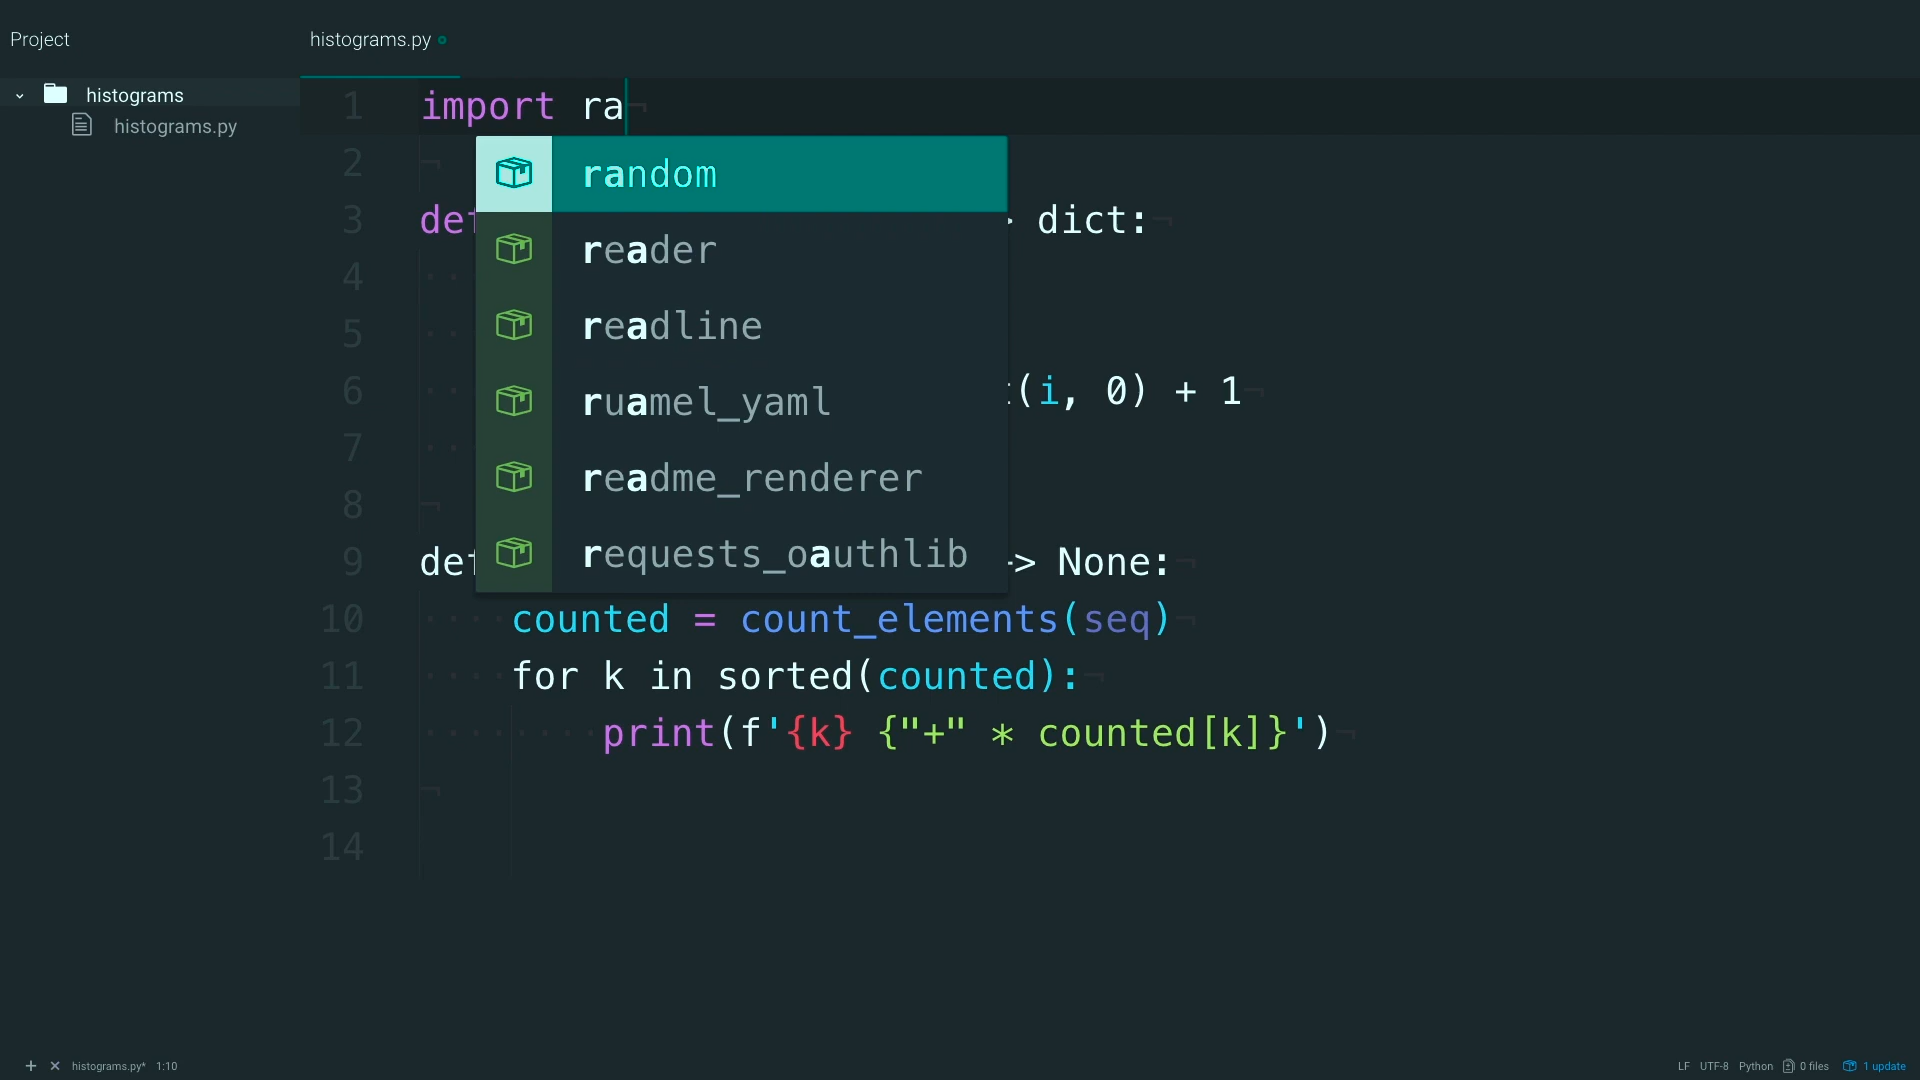 Project
histograms.py
histograms
histograms.py
1 import ra¬
random
reader
readline
ruamel_yaml
readme_renderer
requests_oauthlib
2 ¬
3 def dict:¬
4
5
6 (i, 0) + 1¬
7
8 ¬
9 def -> None:¬
10 counted = count_elements(seq)¬
11 for k in sorted(counted):¬
12 print(f'{k} {"+" * counted[k]}')¬
13 ¬
14
+ × histograms.py* 1:10
LF UTF-8 Python 0 files 1 update